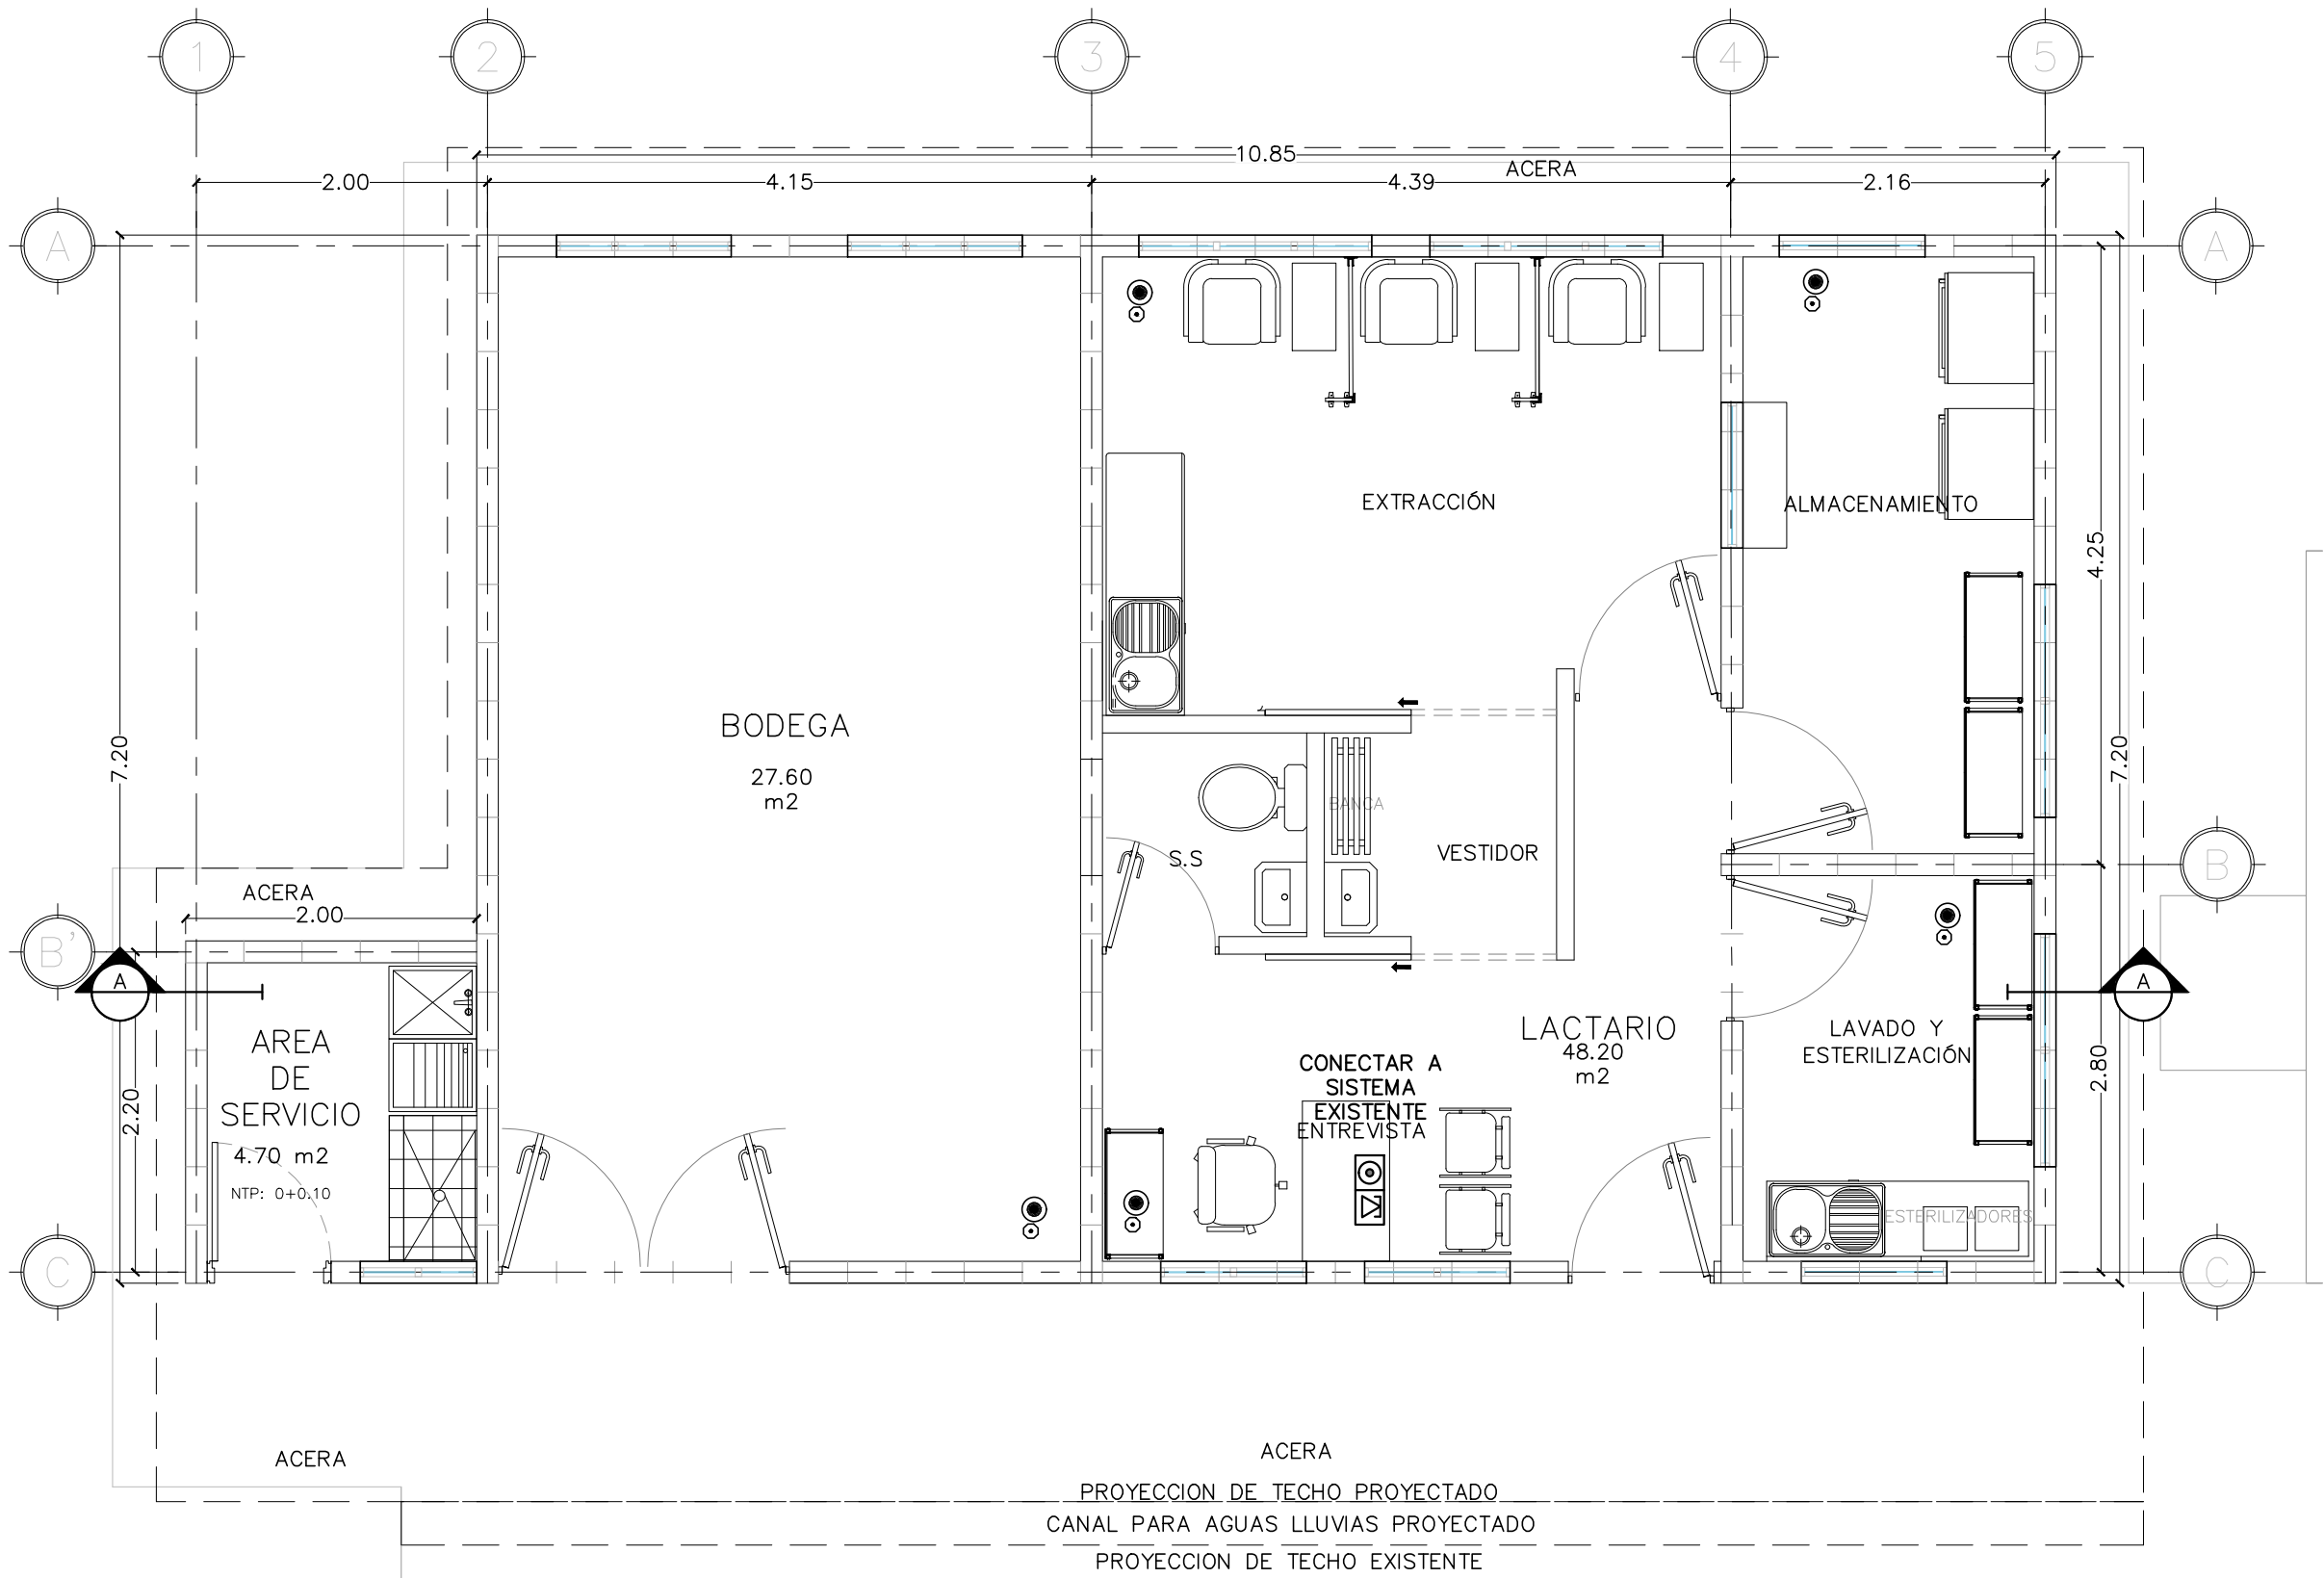 1
2
3
4
5
10.85
ACERA
2.00
4.15
4.39
2.16
A
A
EXTRACCIÓN
ALMACENAMIENTO
4.25
BODEGA
27.60
m2
7.20
7.20
BANCA
S.S
VESTIDOR
B
ACERA
2.00
B'
A
A
AREA
DE
SERVICIO
4.70 m2
NTP: 0+0.10
2.20
LACTARIO
48.20
m2
CONECTAR A
SISTEMA
EXISTENTE
ENTREVISTA
LAVADO Y
ESTERILIZACIÓN
2.80
ESTERILIZADORES
C
C
ACERA
ACERA
PROYECCION DE TECHO PROYECTADO
CANAL PARA AGUAS LLUVIAS PROYECTADO
PROYECCION DE TECHO EXISTENTE